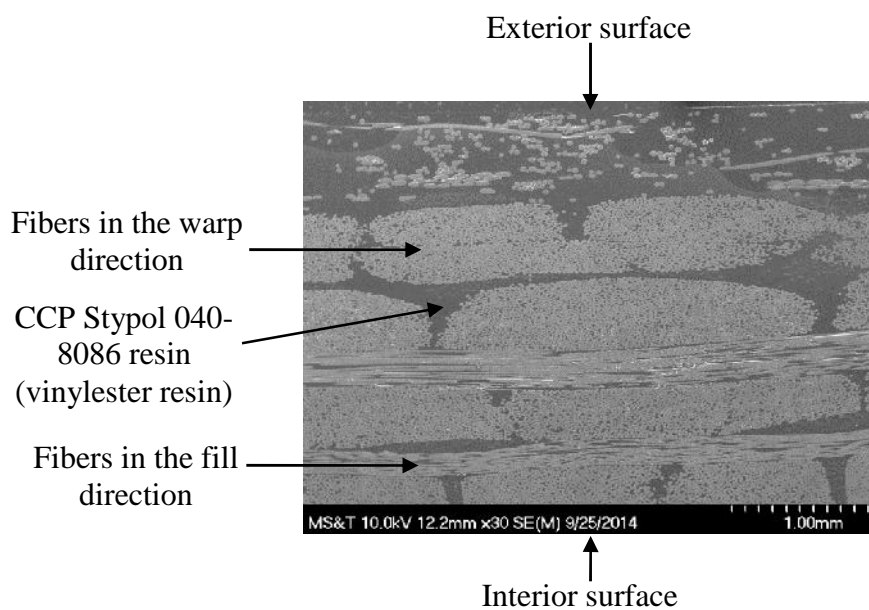 Exterior surface
Fibers in the warp
direction
CCP Stypol 040-
8086 resin
(vinylester resin)
Fibers in the fill
direction
MS&T 10.0kV 12.2mm x30 SE(M) 9/25/2014
1.00mm
Interior surface